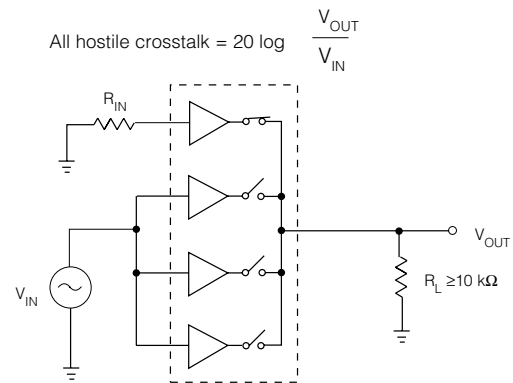 All hostile crosstalk = 20 log V_OUT / V_IN
R_IN
V_IN
V_OUT
R_L ≥10 kΩ